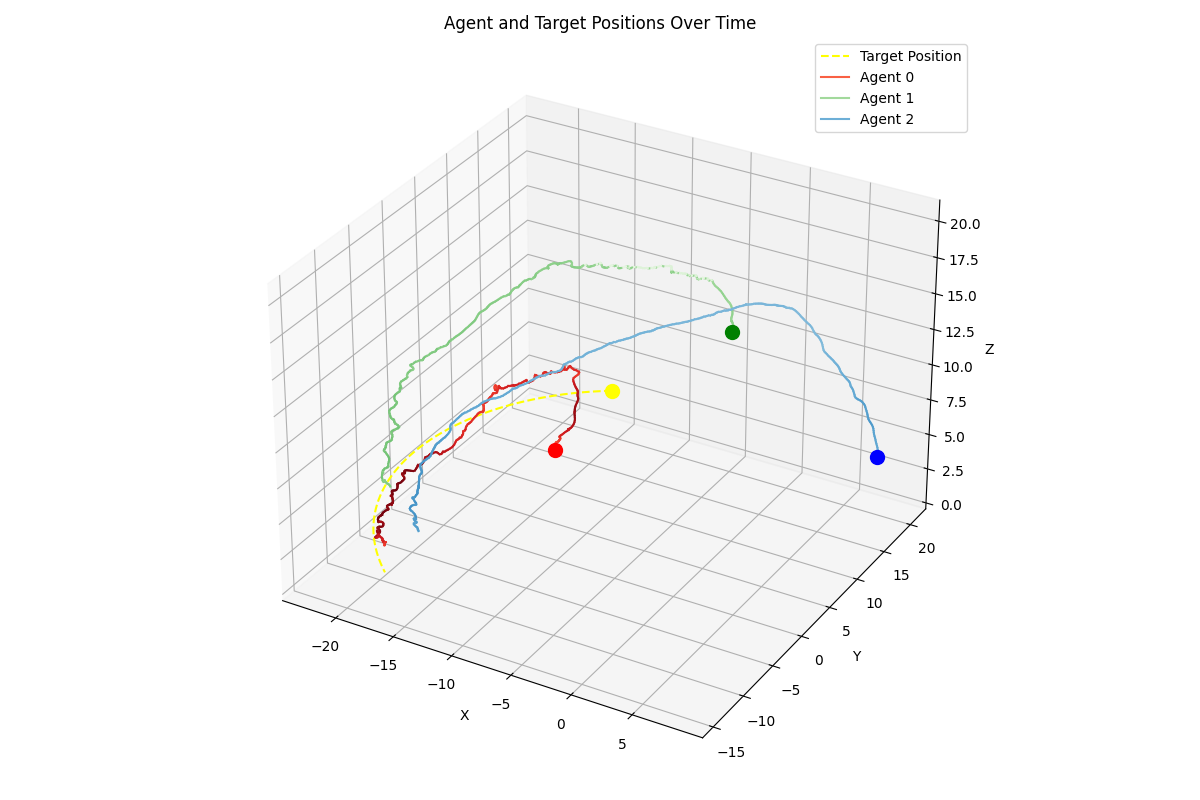 Agent and Target Positions Over Time
Target Position
Agent 0
Agent 1
Agent 2
20.0
17.5
15.0
12.5
10.0
7.5
5.0
2.5
0.0
Z
20
15
10
5
0
−5
−10
−15
Y
−20
−15
−10
−5
0
5
X